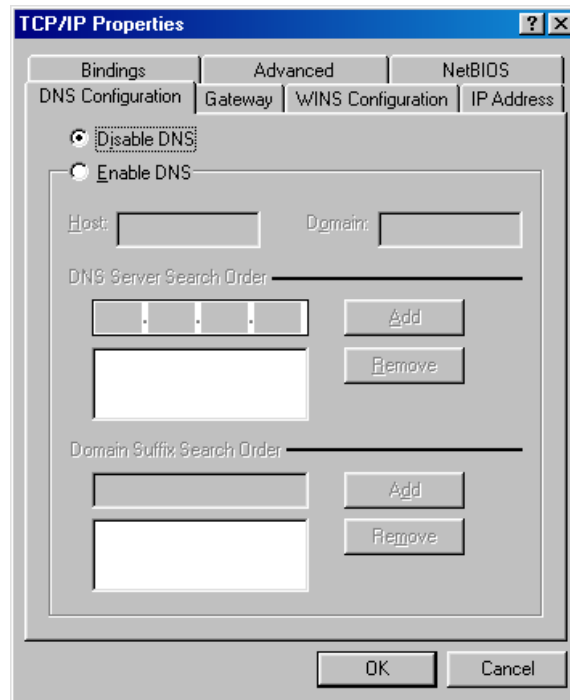 TCP/IP Properties
Bindings Advanced NetBIOS
DNS Configuration Gateway WINS Configuration IP Address
Disable DNS
Enable DNS
Host: Domain:
DNS Server Search Order
. . .
Add
Remove
Domain Suffix Search Order
Add
Remove
OK Cancel